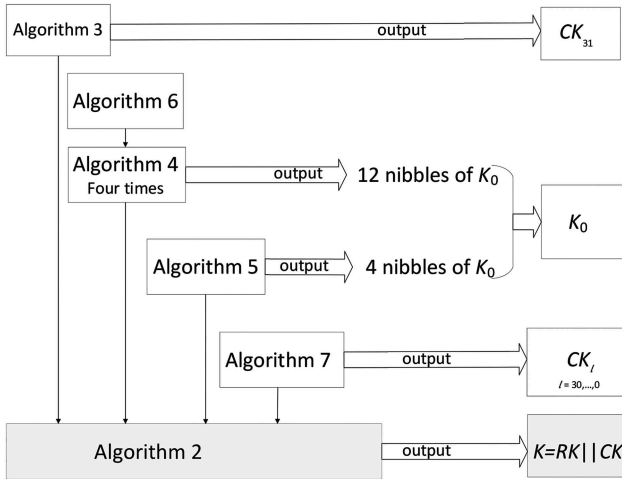 Algorithm 3
output
CK₃₁
Algorithm 6
Algorithm 4
Four times
output
12 nibbles of K₀
K₀
Algorithm 5
output
4 nibbles of K₀
Algorithm 7
output
CKₗ
l = 30,...,0
Algorithm 2
output
K=RK||CK